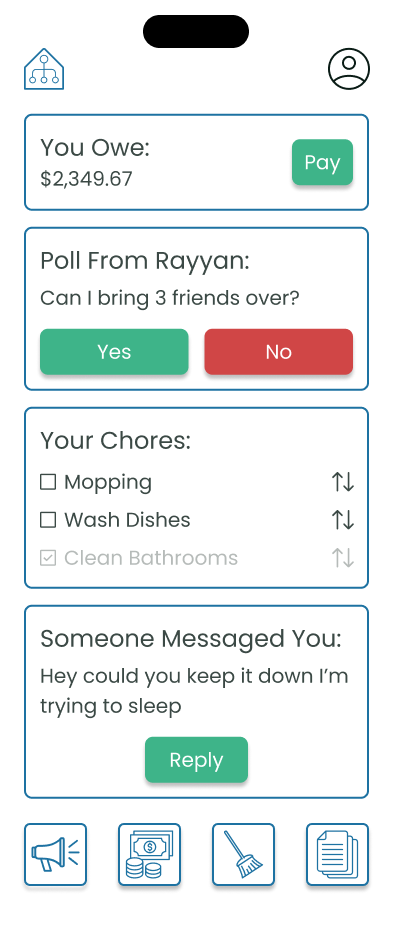 You Owe:
$2,349.67
Pay
Poll From Rayyan:
Can I bring 3 friends over?
Yes
No
Your Chores:
Mopping
Wash Dishes
Clean Bathrooms
Someone Messaged You:
Hey could you keep it down I’m
trying to sleep
Reply
$